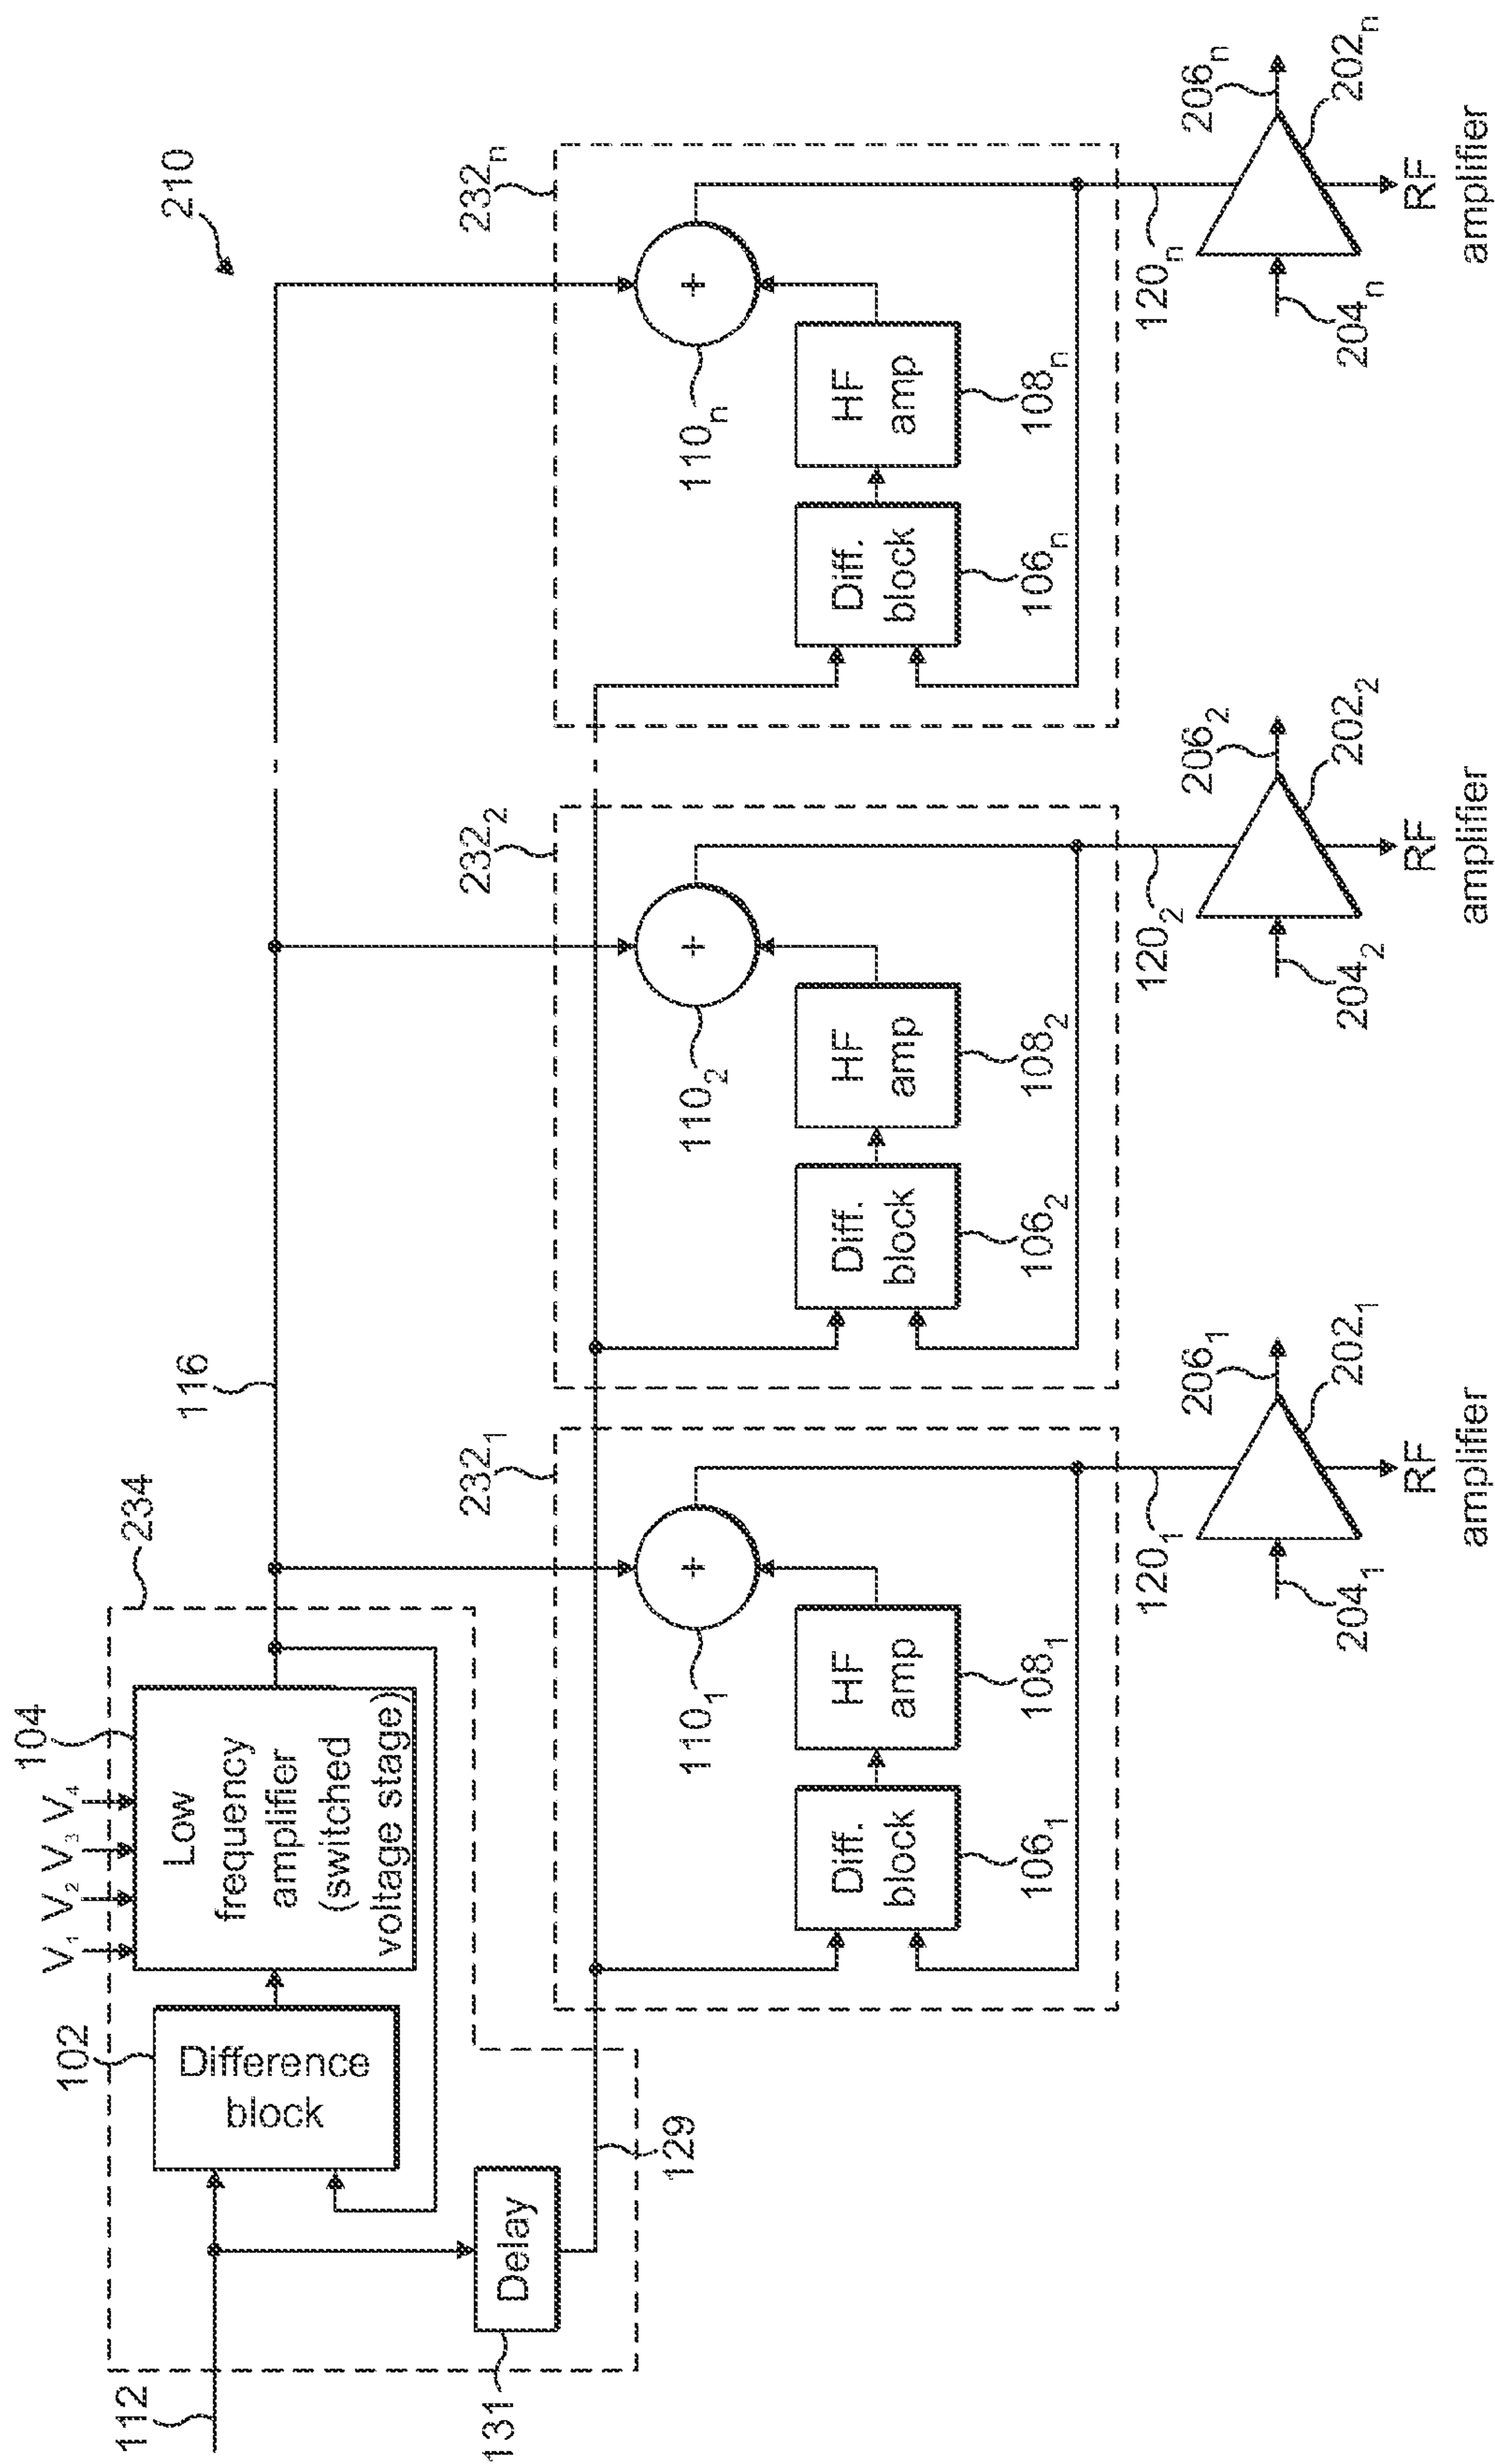 210
112
234
102
Difference
block
V₁ V₂ V₃ V₄
104
Low
frequency
amplifier
(switched
voltage stage)
116
131
Delay
129
232₁
110₁
+
Diff.
block
106₁
HF
amp
108₁
120₁
204₁
206₁
202₁
RF
amplifier
232₂
110₂
+
Diff.
block
106₂
HF
amp
108₂
120₂
204₂
206₂
202₂
RF
amplifier
232ₙ
110ₙ
+
Diff.
block
106ₙ
HF
amp
108ₙ
120ₙ
204ₙ
206ₙ
202ₙ
RF
amplifier